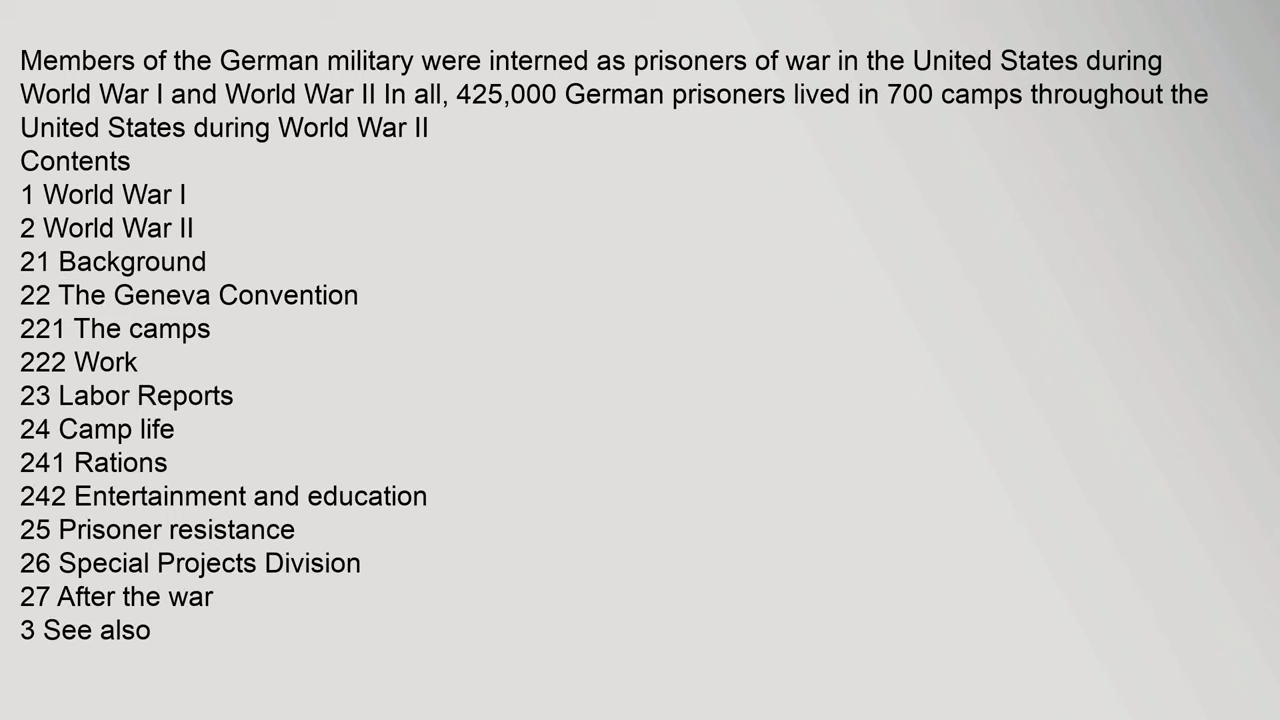 Members of the German military were interned as prisoners of war in the United States during
World War I and World War II In all, 425,000 German prisoners lived in 700 camps throughout the
United States during World War II
Contents
1 World War I
2 World War II
21 Background
22 The Geneva Convention
221 The camps
222 Work
23 Labor Reports
24 Camp life
241 Rations
242 Entertainment and education
25 Prisoner resistance
26 Special Projects Division
27 After the war
3 See also